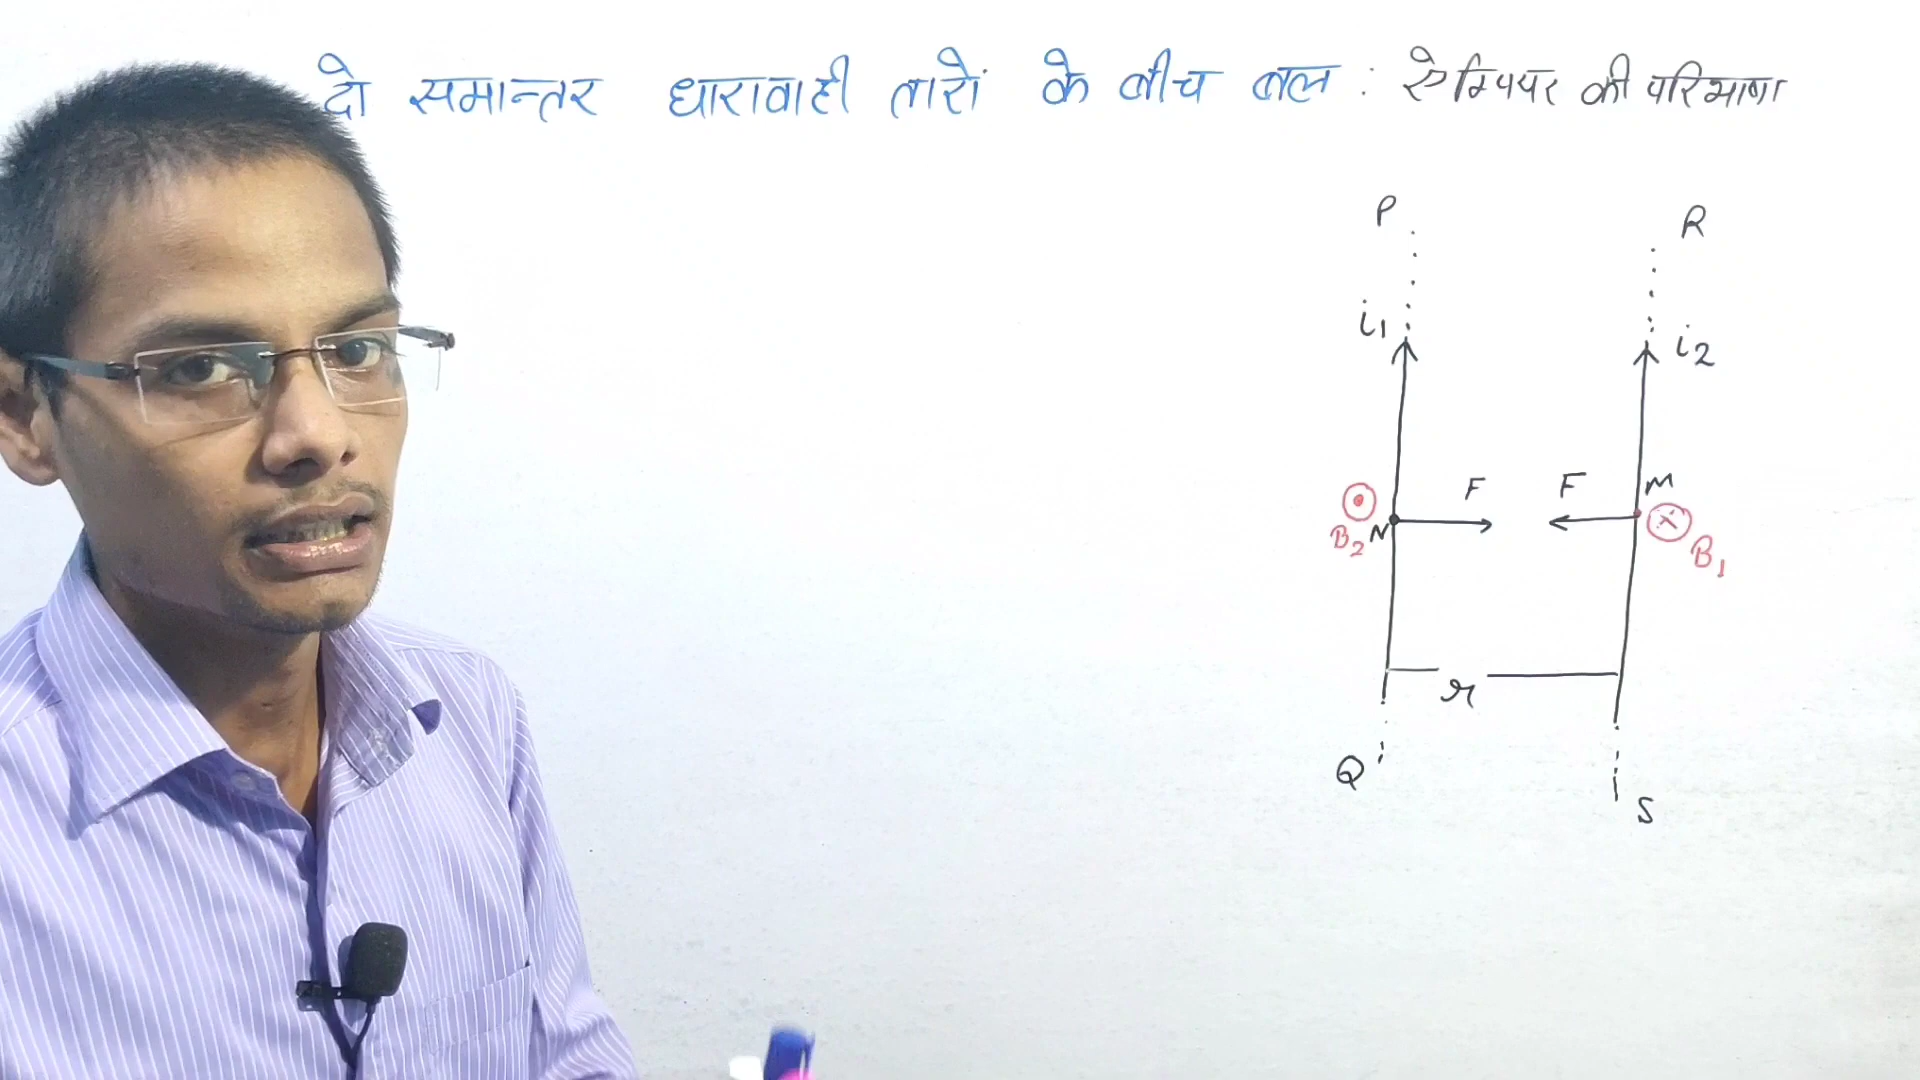 दो समान्तर धारावाही तारों के बीच बल : ऐम्पियर की परिभाषा
P R
i1 i2
F F M
B2 N B1
r
Q S